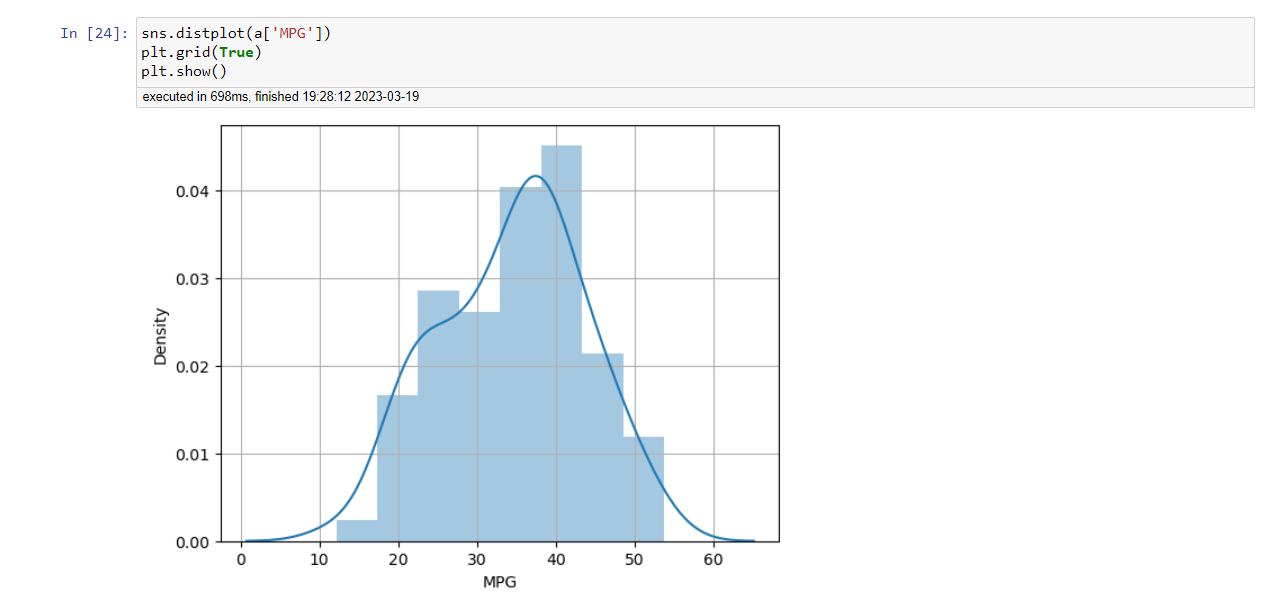 In [24]: sns.distplot(a['MPG'])
plt.grid(True)
plt.show()
executed in 698ms, finished 19:28:12 2023-03-19
0.04
0.03
Density
0.02
0.01
0.00
0 10 20 30 40 50 60
MPG